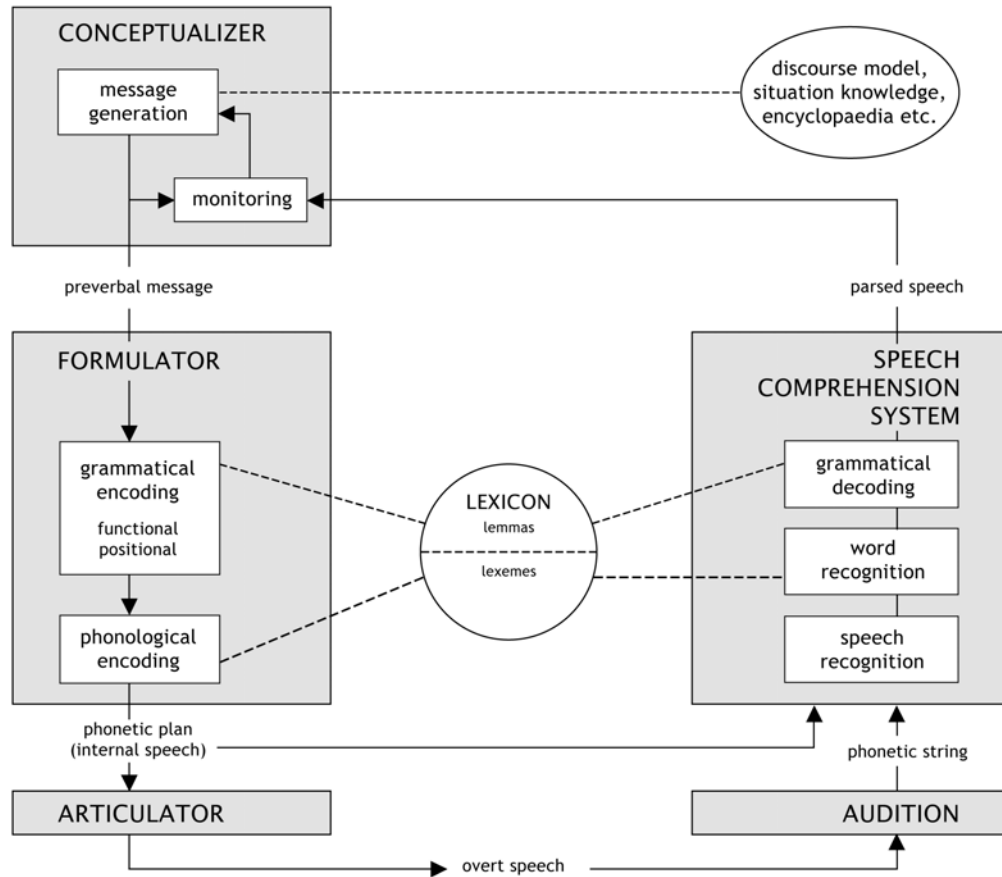 CONCEPTUALIZER
message
generation
monitoring
discourse model,
situation knowledge,
encyclopaedia etc.
preverbal message
parsed speech
FORMULATOR
grammatical
encoding
functional
positional
phonological
encoding
LEXICON
lemmas
lexemes
SPEECH
COMPREHENSION
SYSTEM
grammatical
decoding
word
recognition
speech
recognition
phonetic plan
(internal speech)
phonetic string
ARTICULATOR
AUDITION
overt speech